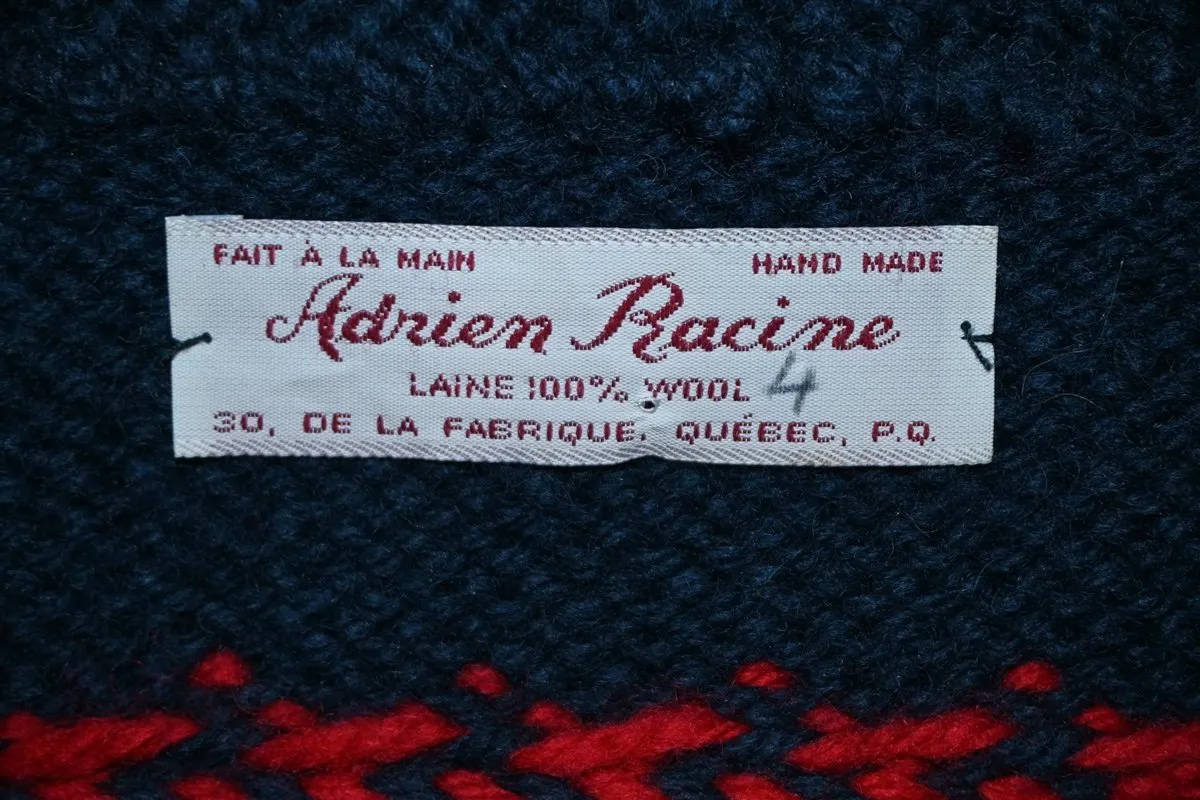 FAIT À LA MAIN HAND MADE
Adrien Racine
LAINE 100% WOOL 4
30, DE LA FABRIQUE. QUÉBEC, P.Q.